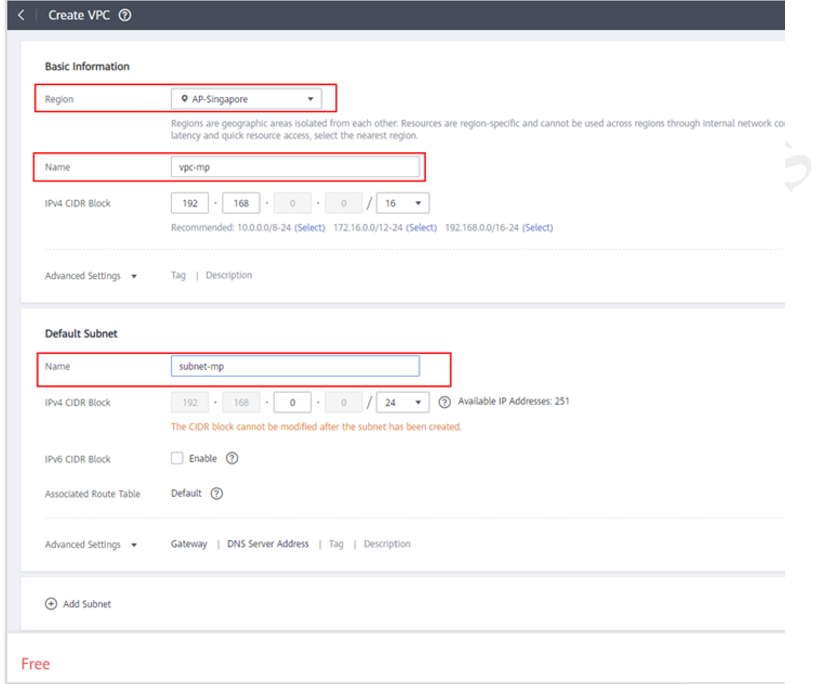 Create VPC ?
Basic Information
Region AP-Singapore
Regions are geographic areas isolated from each other. Resources are region-specific and cannot be used across regions through internal network
latency and quick resource access, select the nearest region.
Name vpc-mp
IPv4 CIDR Block 192 · 168 · 0 · 0 / 16
Recommended: 10.0.0.0/8-24 (Select) 172.16.0.0/12-24 (Select) 192.168.0.0/16-24 (Select)
Advanced Settings Tag | Description
Default Subnet
Name subnet-mp
IPv4 CIDR Block 192 · 168 · 0 · 0 / 24 ? Available IP Addresses: 251
The CIDR block cannot be modified after the subnet has been created.
IPv6 CIDR Block Enable ?
Associated Route Table Default ?
Advanced Settings Gateway | DNS Server Address | Tag | Description
Add Subnet
Free